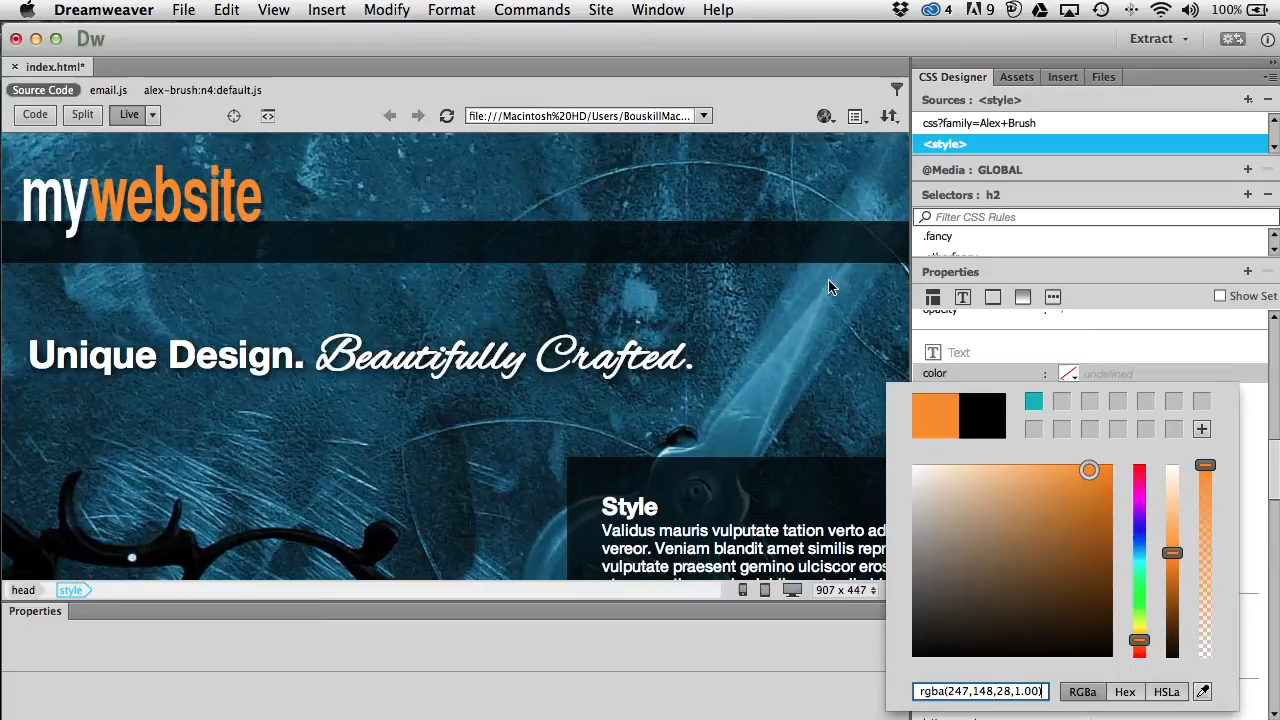 Dreamweaver File Edit View Insert Modify Format Commands Site Window Help 4 9 100%
Dw Extract
index.html*
Source Code email.js alex-brush:n4:default.js
Code Split Live file:///Macintosh%20HD/Users/BouskillMac...
CSS Designer Assets Insert Files
Sources : <style>
css?family=Alex+Brush
<style>
@Media : GLOBAL
Selectors : h2
Filter CSS Rules
.fancy
Properties
Show Set
opacity :
T Text
color : undefined
mywebsite
Unique Design. Beautifully Crafted.
Style
Validus mauris vulputate tation verto ad
vereor. Veniam blandit amet similis repr
vulputate praesent gemino ulciscor eros
head style 907 x 447
Properties
rgba(247,148,28,1.00) RGBa Hex HSLa